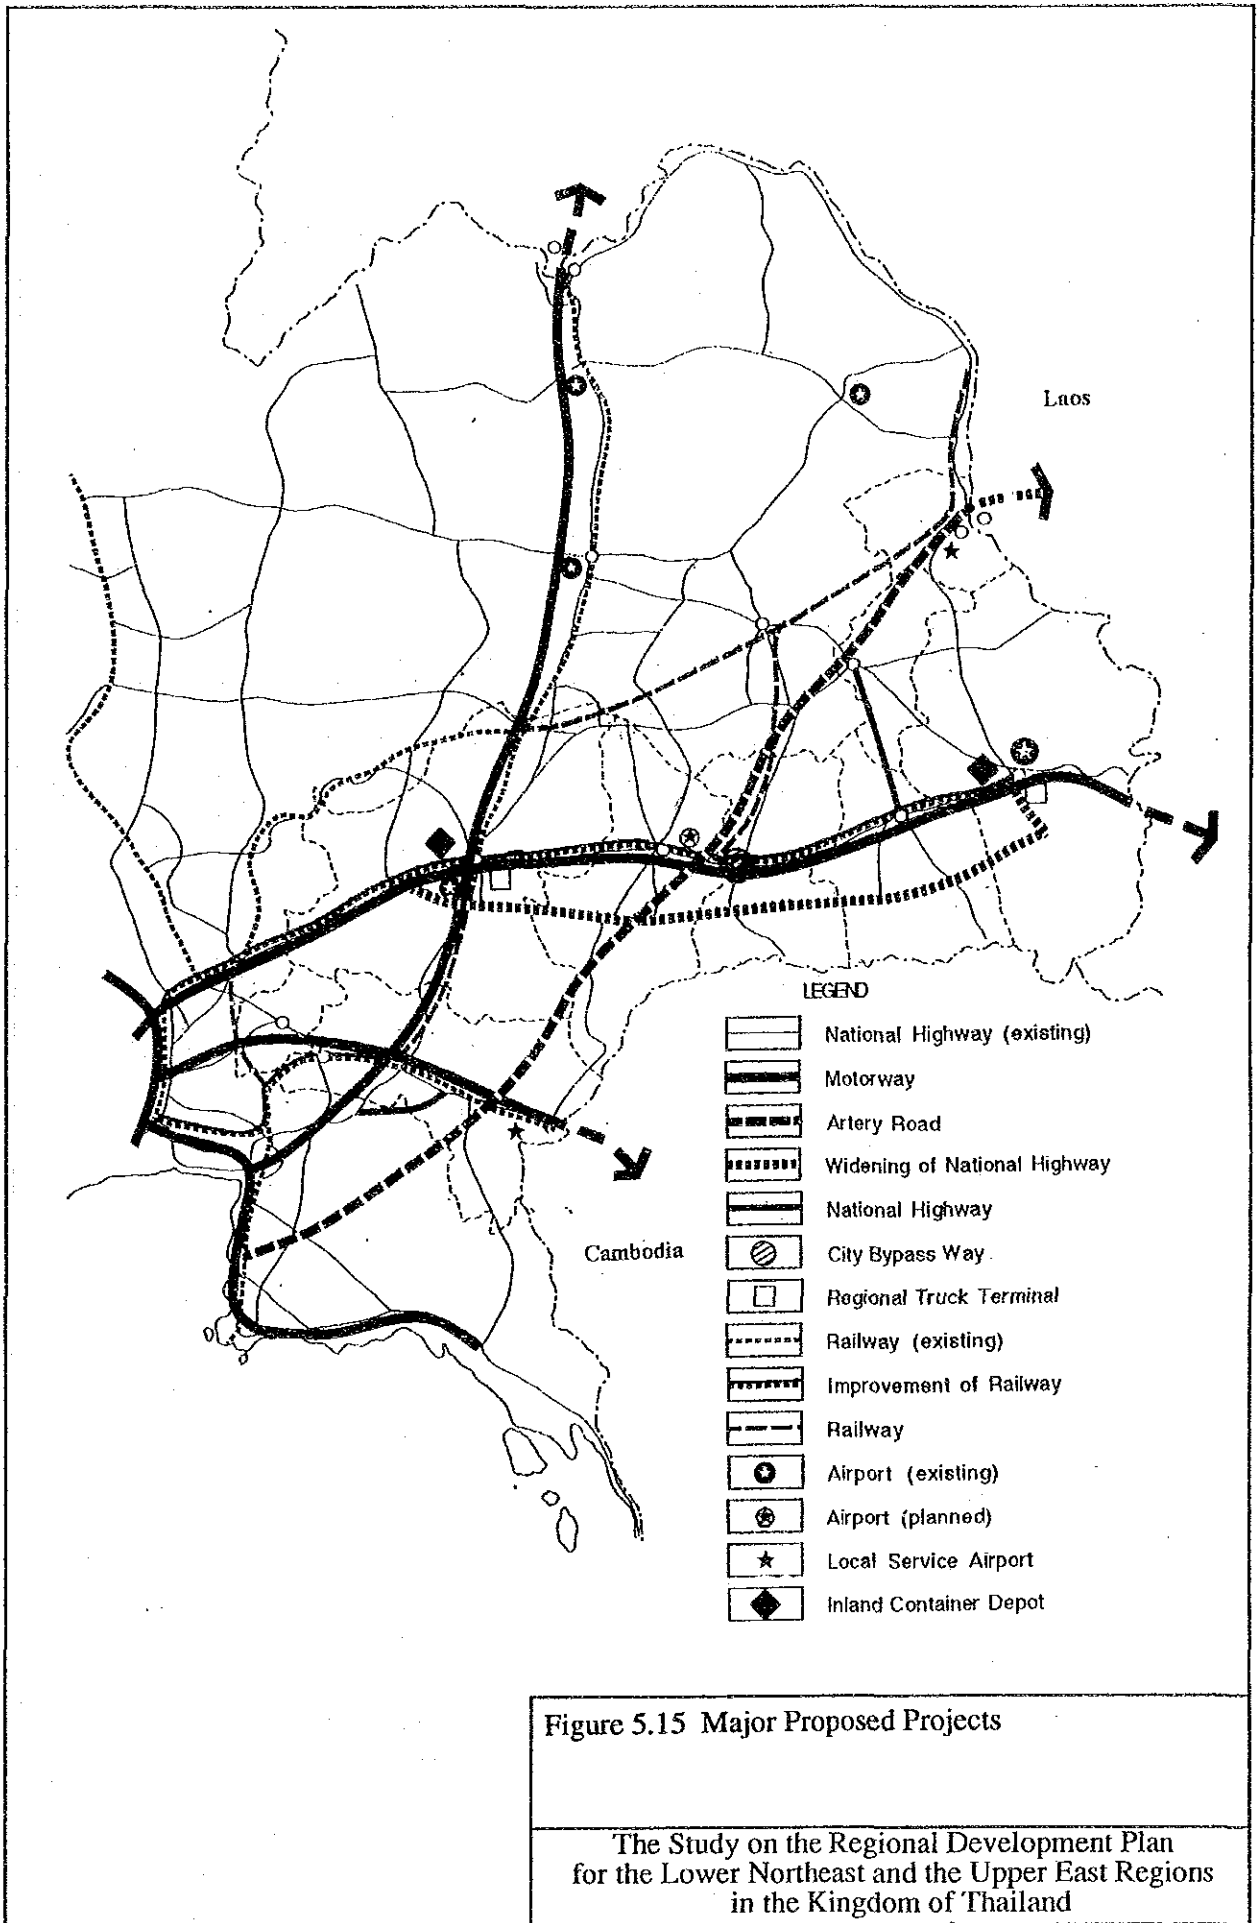 Laos
Cambodia
LEGEND
National Highway (existing)
Motorway
Artery Road
Widening of National Highway
National Highway
City Bypass Way
Regional Truck Terminal
Railway (existing)
Improvement of Railway
Railway
Airport (existing)
Airport (planned)
Local Service Airport
Inland Container Depot
Figure 5.15 Major Proposed Projects
The Study on the Regional Development Plan
for the Lower Northeast and the Upper East Regions
in the Kingdom of Thailand